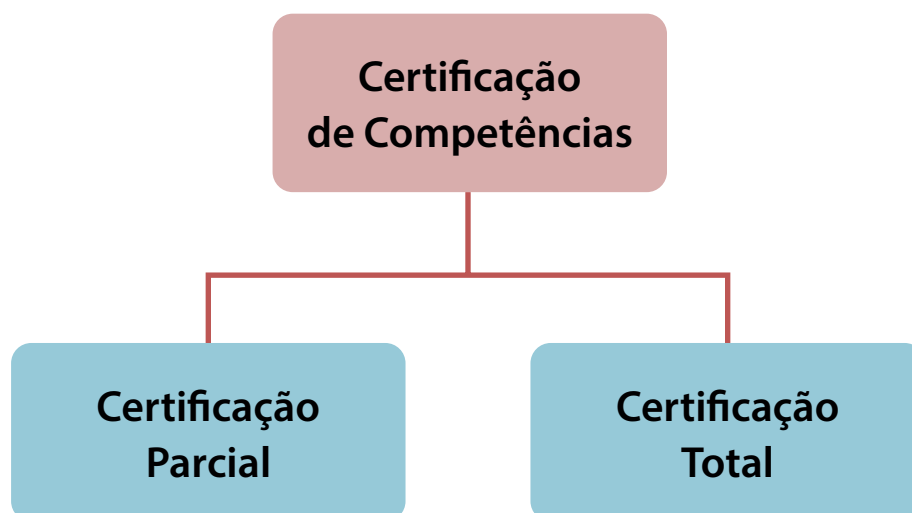 Certificação
de Competências
Certificação
Parcial
Certificação
Total